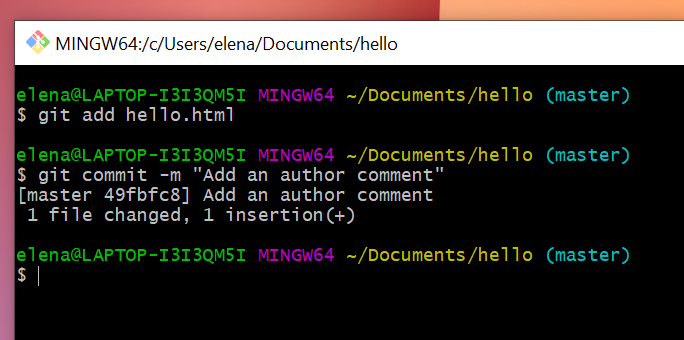 MINGW64:/c/Users/elena/Documents/hello
elena@LAPTOP-I3I3QM5I MINGW64 ~/Documents/hello (master)
$ git add hello.html
elena@LAPTOP-I3I3QM5I MINGW64 ~/Documents/hello (master)
$ git commit -m "Add an author comment"
[master 49fbfc8] Add an author comment
 1 file changed, 1 insertion(+)
elena@LAPTOP-I3I3QM5I MINGW64 ~/Documents/hello (master)
$